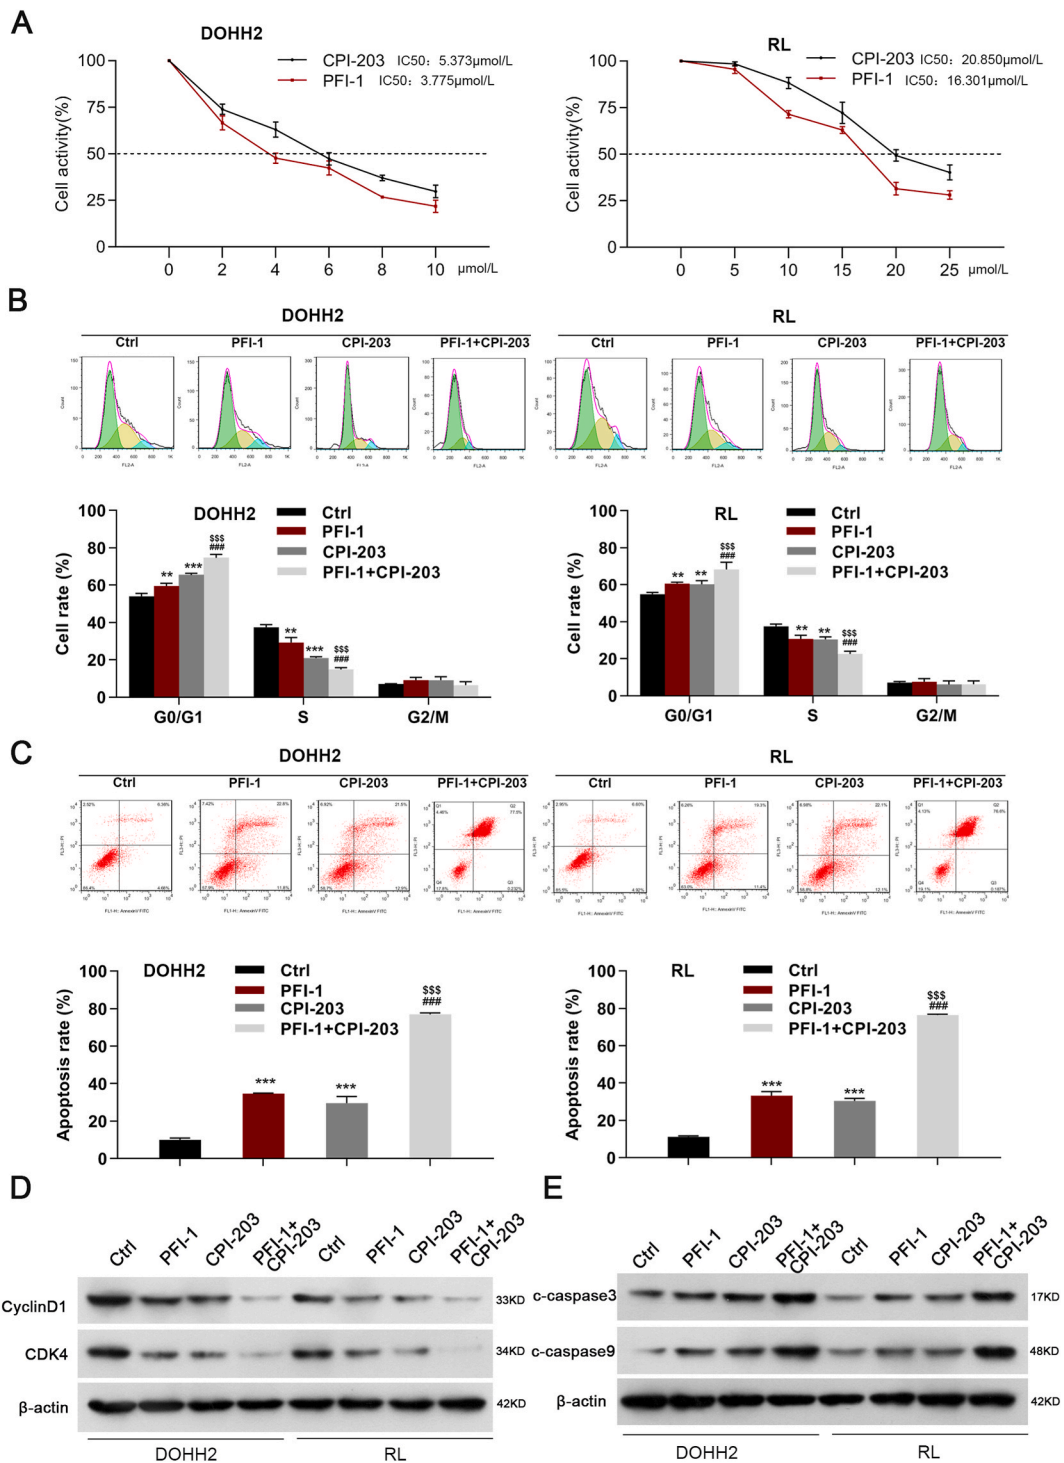 A
DOHH2
CPI-203 IC50：5.373μmol/L
PFI-1 IC50：3.775μmol/L
Cell activity(%)
100
75
50
25
0
0 2 4 6 8 10 μmol/L
RL
CPI-203 IC50：20.850μmol/L
PFI-1 IC50：16.301μmol/L
Cell activity(%)
100
75
50
25
0
0 5 10 15 20 25 μmol/L
B
DOHH2
Ctrl PFI-1 CPI-203 PFI-1+CPI-203
RL
Ctrl PFI-1 CPI-203 PFI-1+CPI-203
Count
FL2-A
DOHH2
Ctrl
PFI-1
CPI-203
PFI-1+CPI-203
Cell rate (%)
100
80
60
40
20
0
** *** $$$ ###
** *** $$$ ###
G0/G1 S G2/M
RL
Ctrl
PFI-1
CPI-203
PFI-1+CPI-203
Cell rate (%)
100
80
60
40
20
0
** ** $$$ ###
** ** $$$ ###
G0/G1 S G2/M
C
DOHH2
Ctrl PFI-1 CPI-203 PFI-1+CPI-203
RL
Ctrl PFI-1 CPI-203 PFI-1+CPI-203
FL1-H:: AnnexinV FITC
DOHH2
Ctrl
PFI-1
CPI-203
PFI-1+CPI-203
Apoptosis rate (%)
100
80
60
40
20
0
*** *** $$$ ###
RL
Ctrl
PFI-1
CPI-203
PFI-1+CPI-203
Apoptosis rate (%)
100
80
60
40
20
0
*** *** $$$ ###
D
Ctrl PFI-1 CPI-203 PFI-1+ CPI-203 Ctrl PFI-1 CPI-203 PFI-1+ CPI-203
CyclinD1 33KD
CDK4 34KD
β-actin 42KD
DOHH2 RL
E
Ctrl PFI-1 CPI-203 PFI-1+ CPI-203 Ctrl PFI-1 CPI-203 PFI-1+ CPI-203
c-caspase3 17KD
c-caspase9 48KD
β-actin 42KD
DOHH2 RL